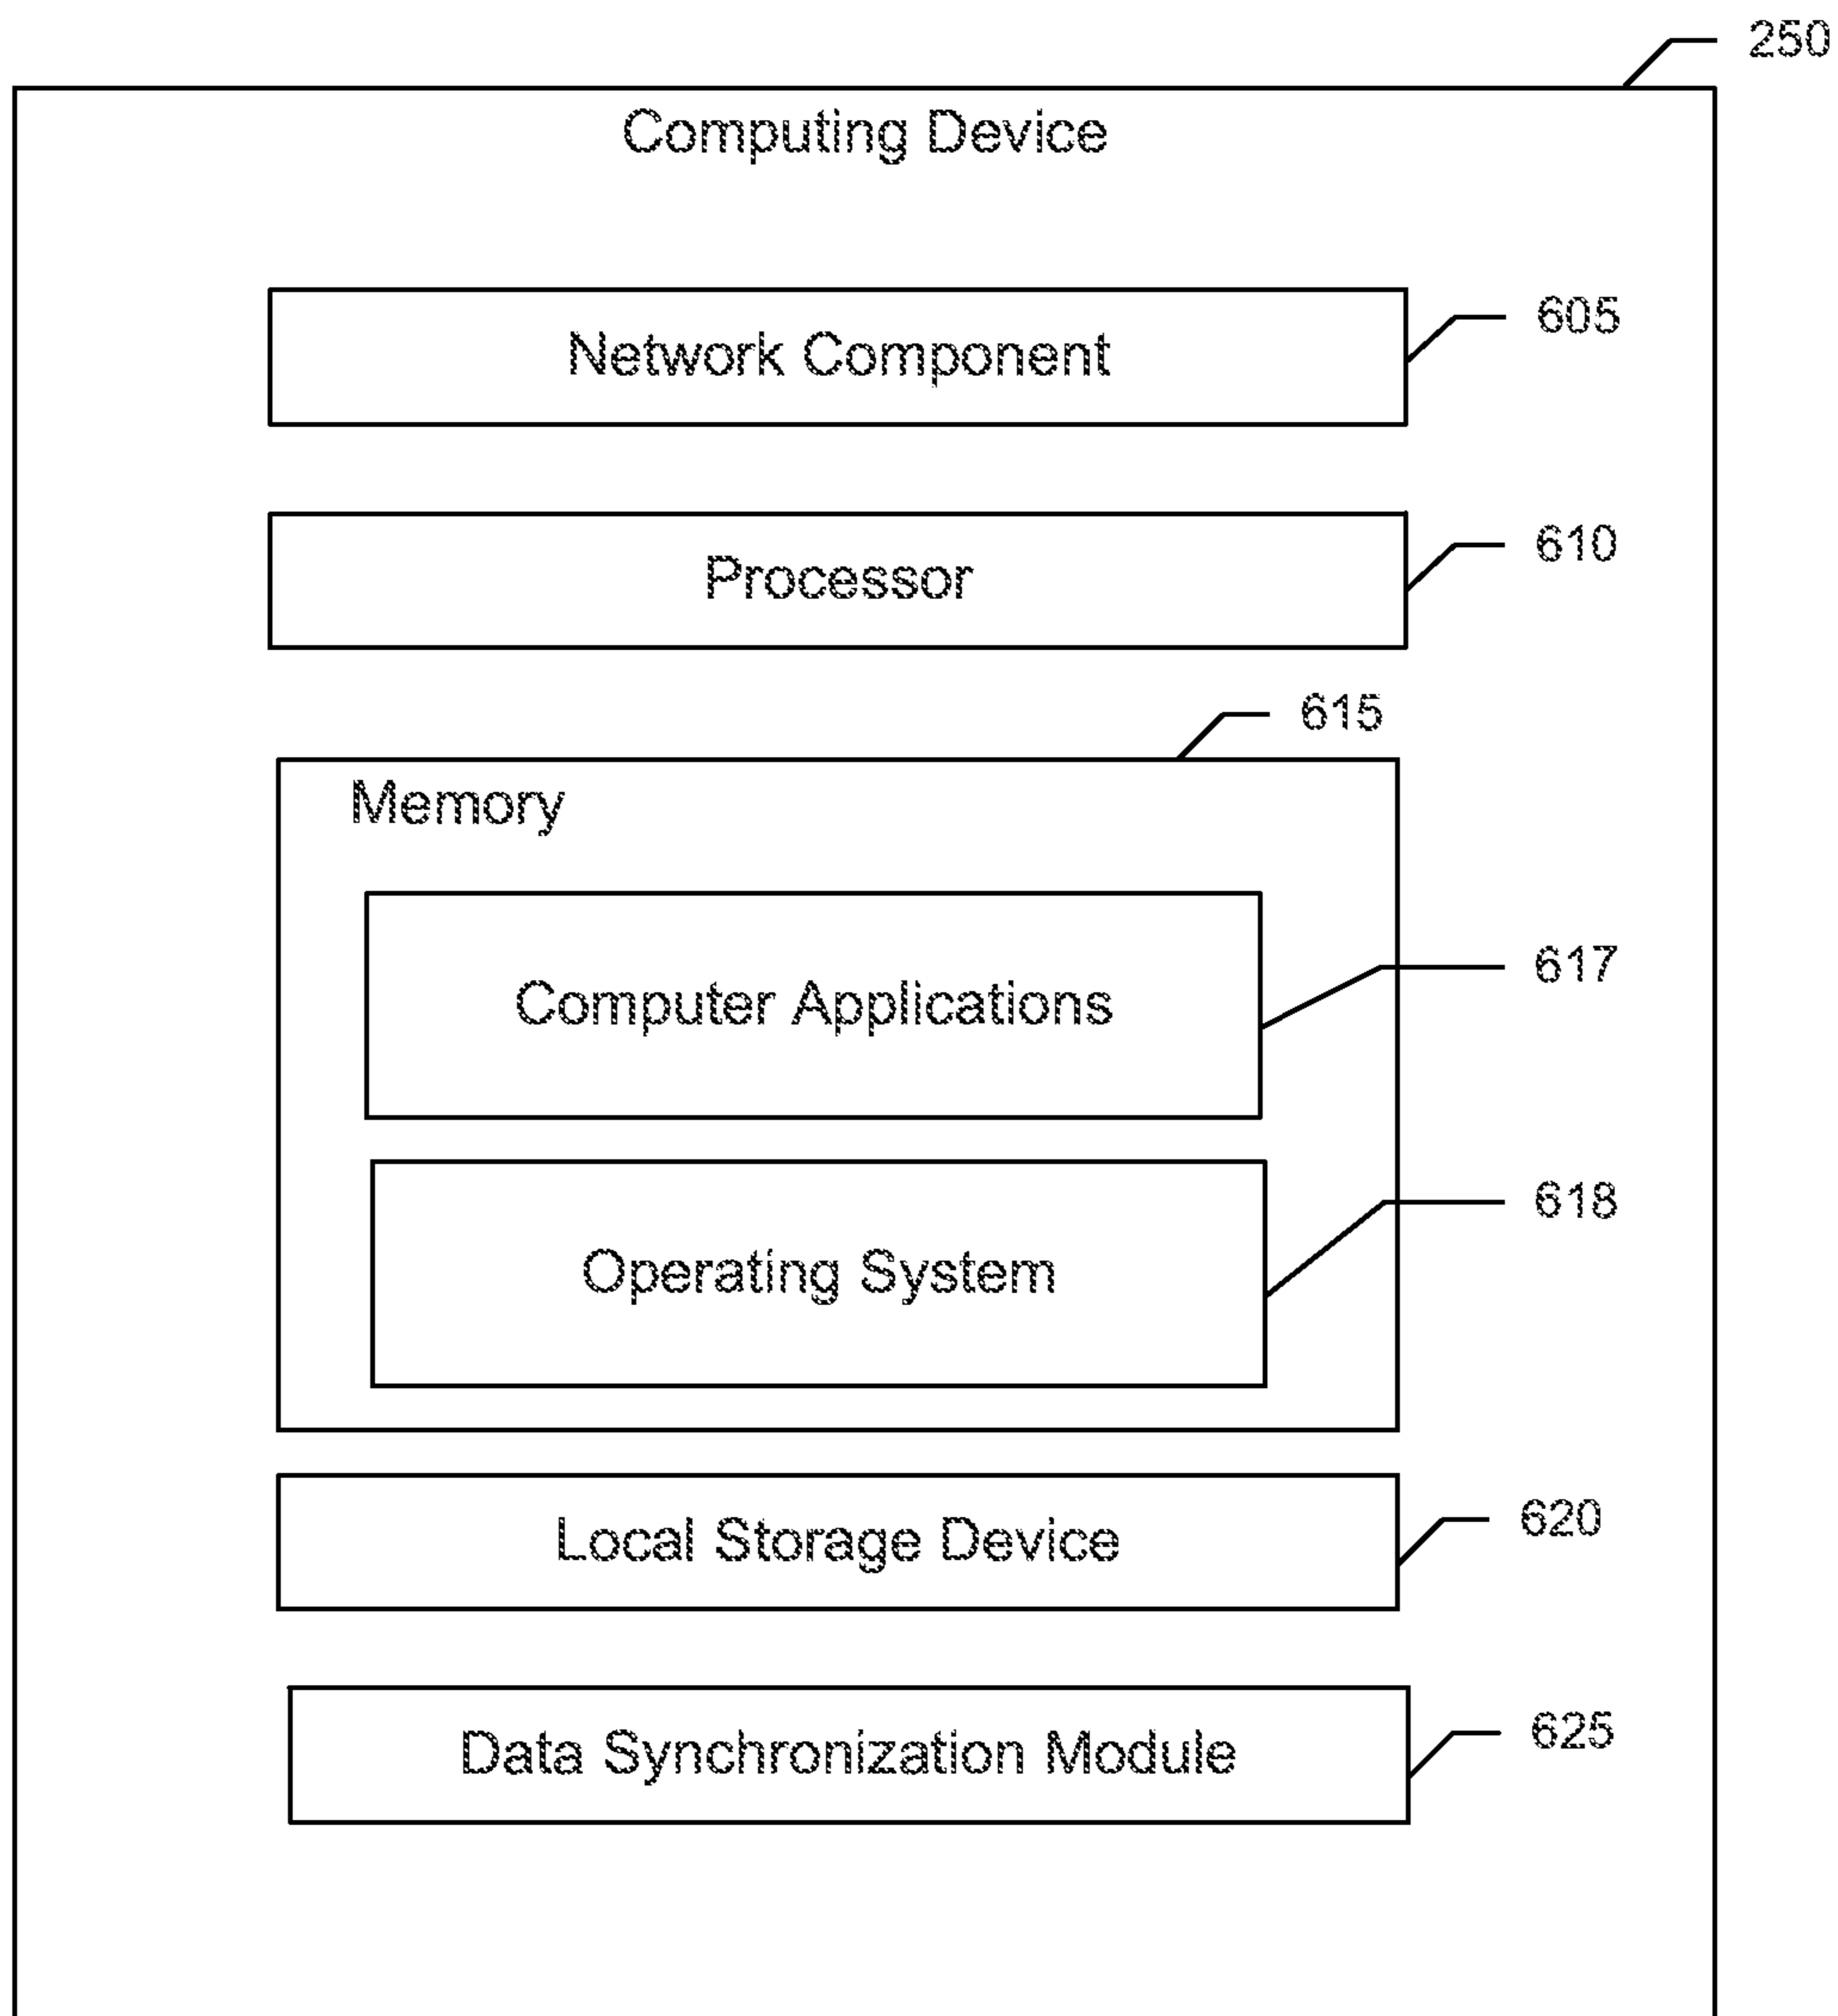 250
Computing Device
Network Component
605
Processor
610
615
Memory
Computer Applications
617
Operating System
618
Local Storage Device
620
Data Synchronization Module
625